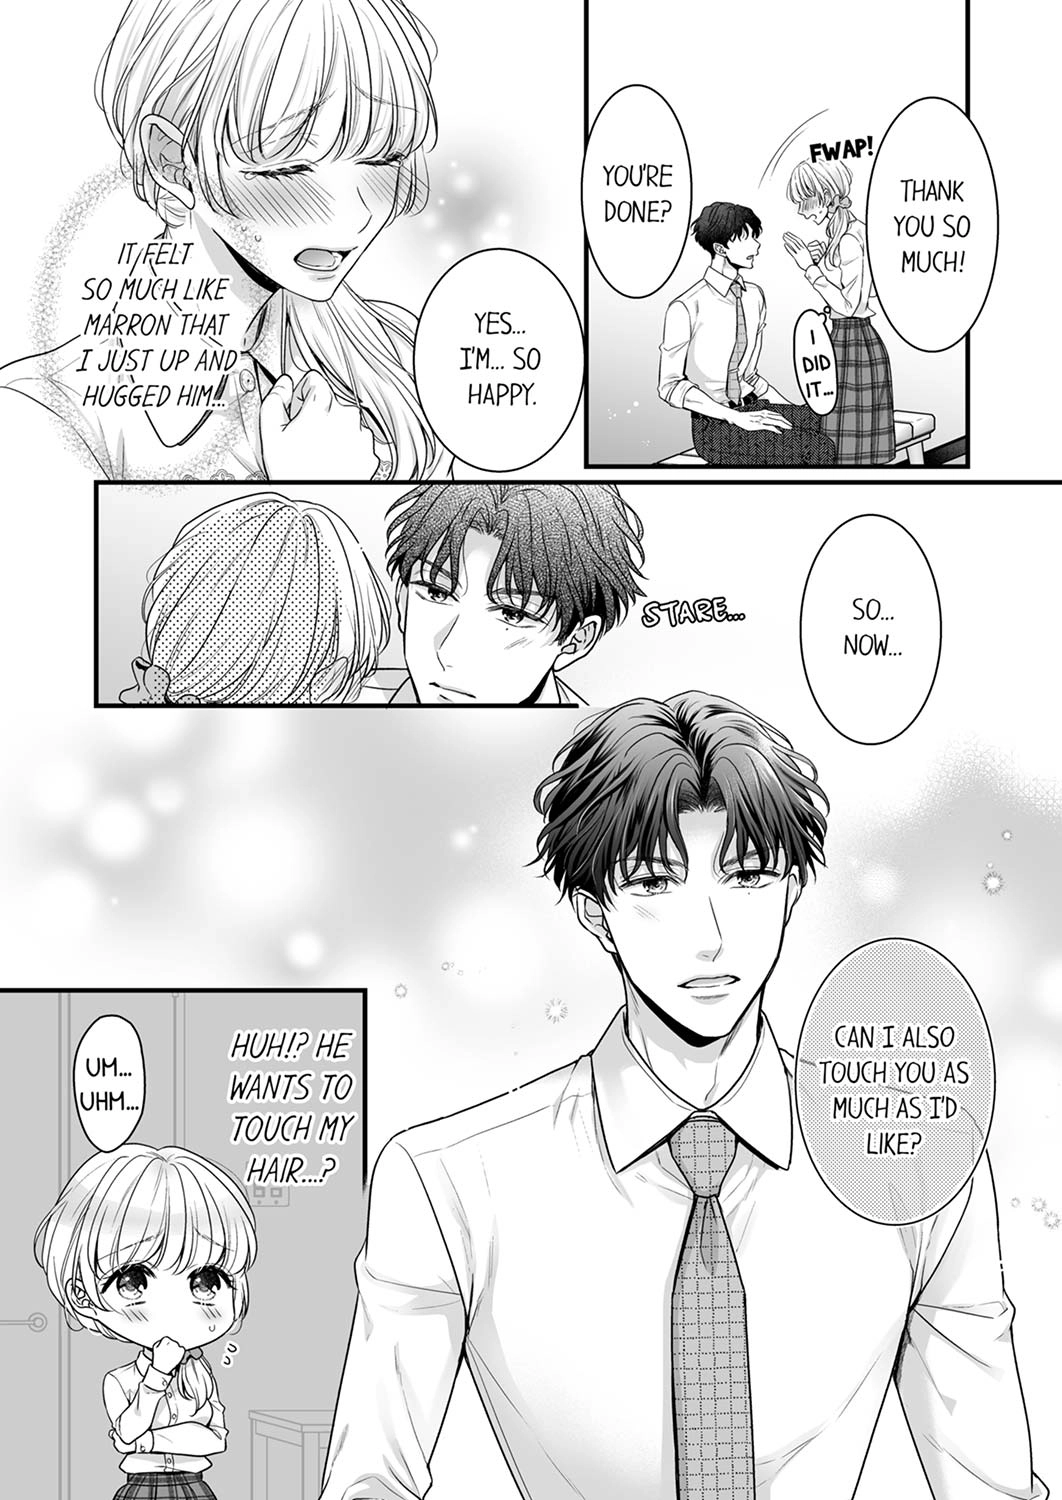 FWAP!
THANK
YOU SO
MUCH!
YOU'RE
DONE?
I
DID
IT...
YES...
I'M... SO
HAPPY.
IT FELT
SO MUCH LIKE
MARRON THAT
I JUST UP AND
HUGGED HIM...
STARE...
SO...
NOW...
CAN I ALSO
TOUCH YOU AS
MUCH AS I'D
LIKE?
HUH!? HE
WANTS TO
TOUCH MY
HAIR...?
UM...
UHM...